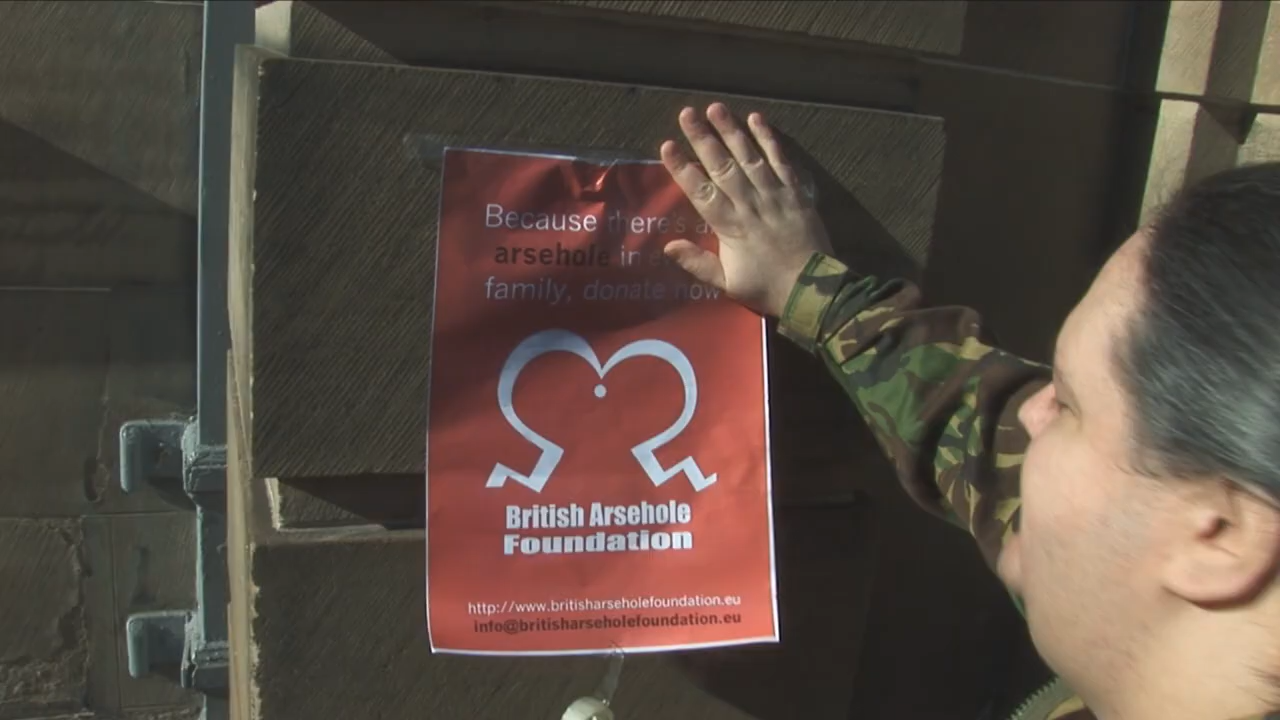 Because there's a
arsehole in
family, donate now
British Arsehole
Foundation
http://www.britisharseholefoundation.eu
info@britisharseholefoundation.eu